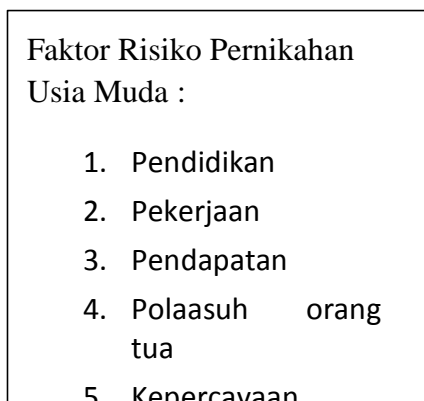 Faktor Risiko Pernikahan
Usia Muda :
1. Pendidikan
2. Pekerjaan
3. Pendapatan
4. Polaasuh orang
tua
5. Kepercayaan